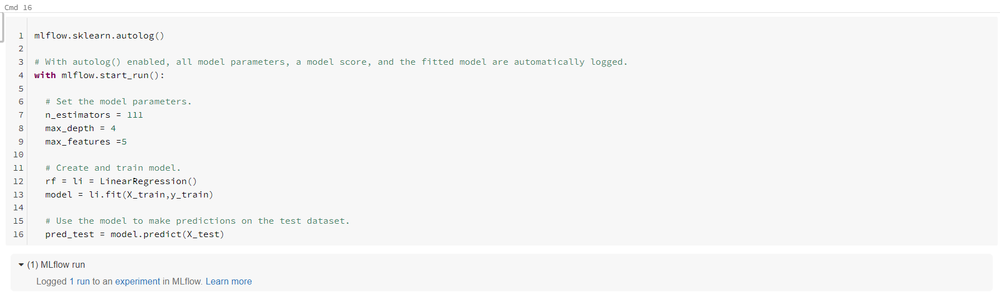 Cmd 16
1 mlflow.sklearn.autolog()
2
3 # With autolog() enabled, all model parameters, a model score, and the fitted model are automatically logged.
4 with mlflow.start_run():
5
6 # Set the model parameters.
7 n_estimators = 111
8 max_depth = 4
9 max_features =5
10
11 # Create and train model.
12 rf = li = LinearRegression()
13 model = li.fit(X_train,y_train)
14
15 # Use the model to make predictions on the test dataset.
16 pred_test = model.predict(X_test)
(1) MLflow run
Logged 1 run to an experiment in MLflow. Learn more